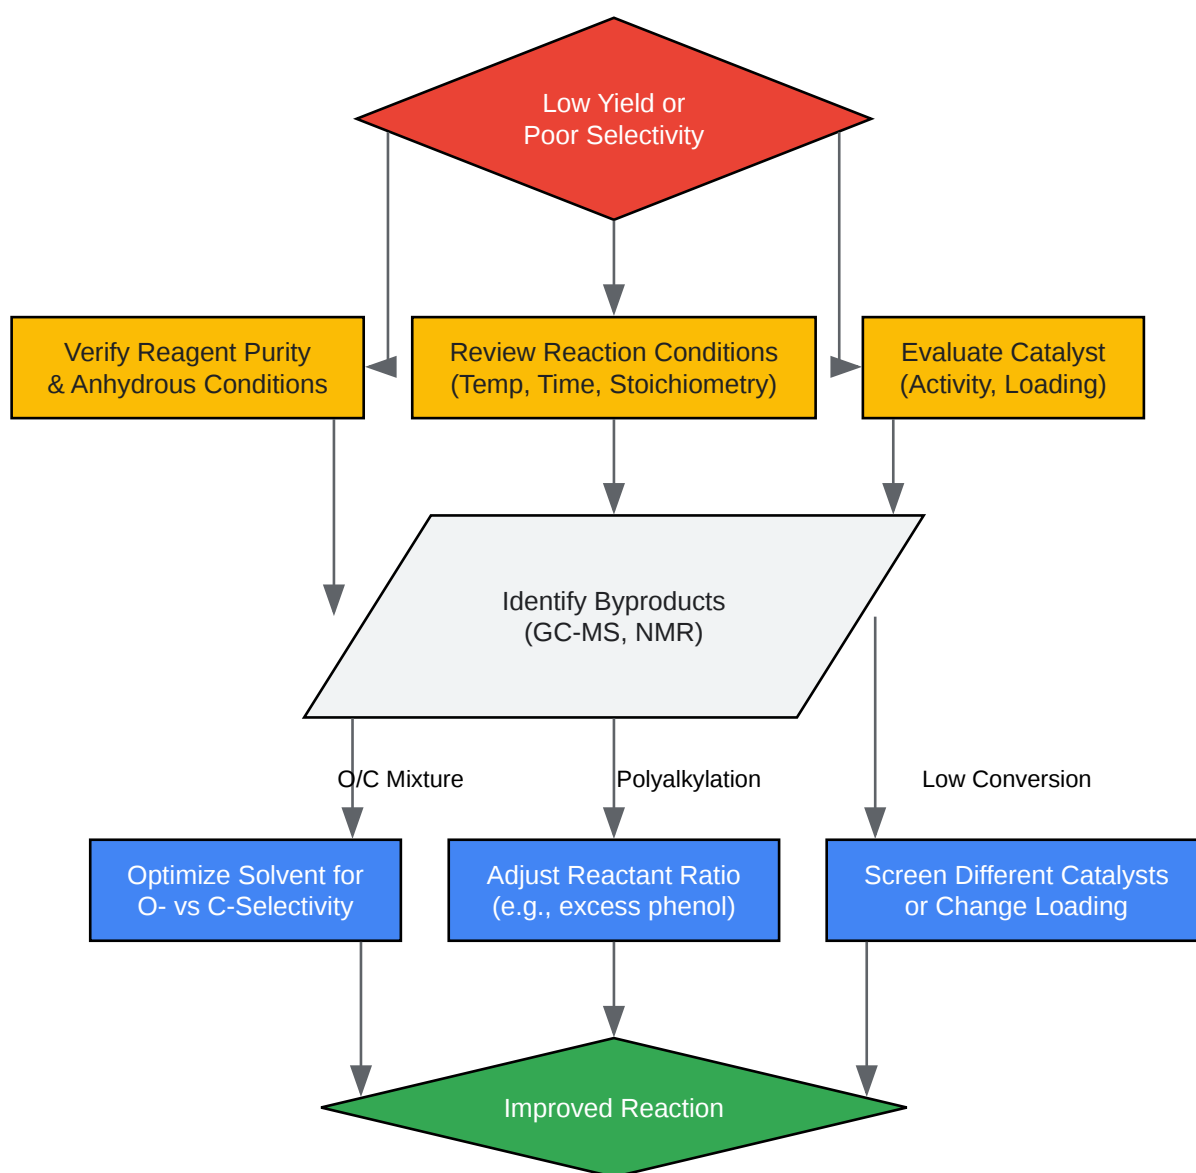 Low Yield or
Poor Selectivity
Verify Reagent Purity
& Anhydrous Conditions
Review Reaction Conditions
(Temp, Time, Stoichiometry)
Evaluate Catalyst
(Activity, Loading)
Identify Byproducts
(GC-MS, NMR)
O/C Mixture
Polyalkylation
Low Conversion
Optimize Solvent for
O- vs C-Selectivity
Adjust Reactant Ratio
(e.g., excess phenol)
Screen Different Catalysts
or Change Loading
Improved Reaction